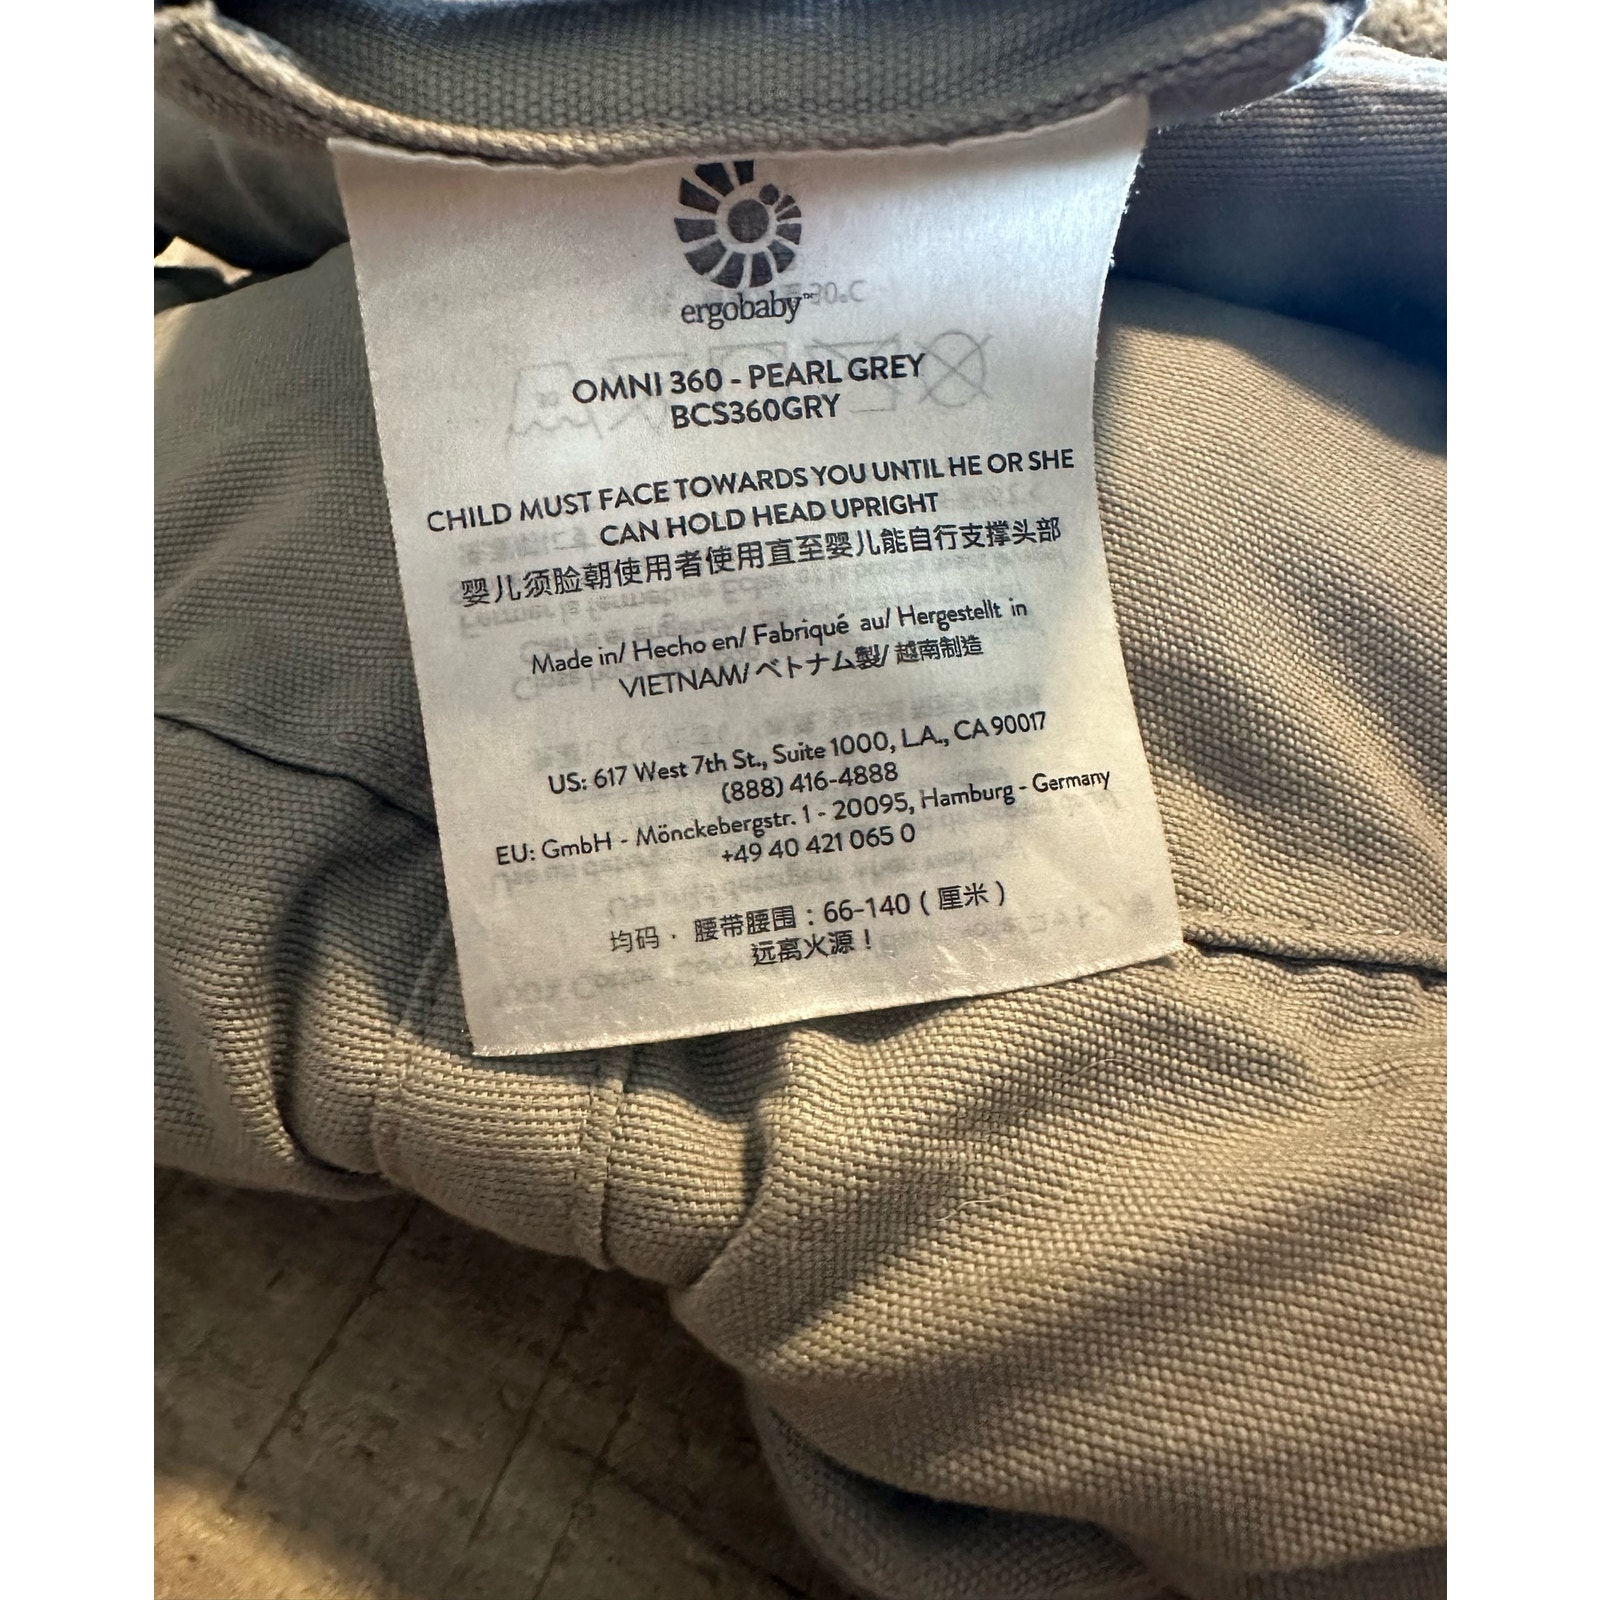 ergobaby™
OMNI 360 - PEARL GREY
BCS360GRY
CHILD MUST FACE TOWARDS YOU UNTIL HE OR SHE
CAN HOLD HEAD UPRIGHT
婴儿须脸朝使用者使用直至婴儿能自行支撑头部
Made in/ Hecho en/ Fabriqué au/ Hergestellt in
VIETNAM/ ベトナム製/ 越南制造
US: 617 West 7th St., Suite 1000, L.A., CA 90017
(888) 416-4888
EU: GmbH - Mönckebergstr. 1 - 20095, Hamburg - Germany
+49 40 421 065 0
均码 · 腰带腰围：66-140（厘米）
远离火源！